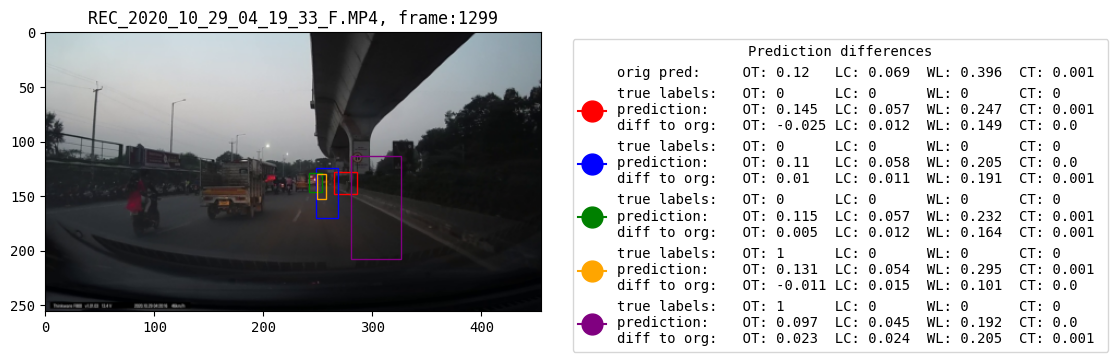 REC_2020_10_29_04_19_33_F.MP4, frame:1299
0
50
100
150
200
250
0 100 200 300 400
Prediction differences
orig pred: OT: 0.12 LC: 0.069 WL: 0.396 CT: 0.001
true labels: OT: 0 LC: 0 WL: 0 CT: 0
prediction: OT: 0.145 LC: 0.057 WL: 0.247 CT: 0.001
diff to org: OT: -0.025 LC: 0.012 WL: 0.149 CT: 0.0
true labels: OT: 0 LC: 0 WL: 0 CT: 0
prediction: OT: 0.11 LC: 0.058 WL: 0.205 CT: 0.0
diff to org: OT: 0.01 LC: 0.011 WL: 0.191 CT: 0.001
true labels: OT: 0 LC: 0 WL: 0 CT: 0
prediction: OT: 0.115 LC: 0.057 WL: 0.232 CT: 0.001
diff to org: OT: 0.005 LC: 0.012 WL: 0.164 CT: 0.001
true labels: OT: 1 LC: 0 WL: 0 CT: 0
prediction: OT: 0.131 LC: 0.054 WL: 0.295 CT: 0.001
diff to org: OT: -0.011 LC: 0.015 WL: 0.101 CT: 0.0
true labels: OT: 1 LC: 0 WL: 0 CT: 0
prediction: OT: 0.097 LC: 0.045 WL: 0.192 CT: 0.0
diff to org: OT: 0.023 LC: 0.024 WL: 0.205 CT: 0.001